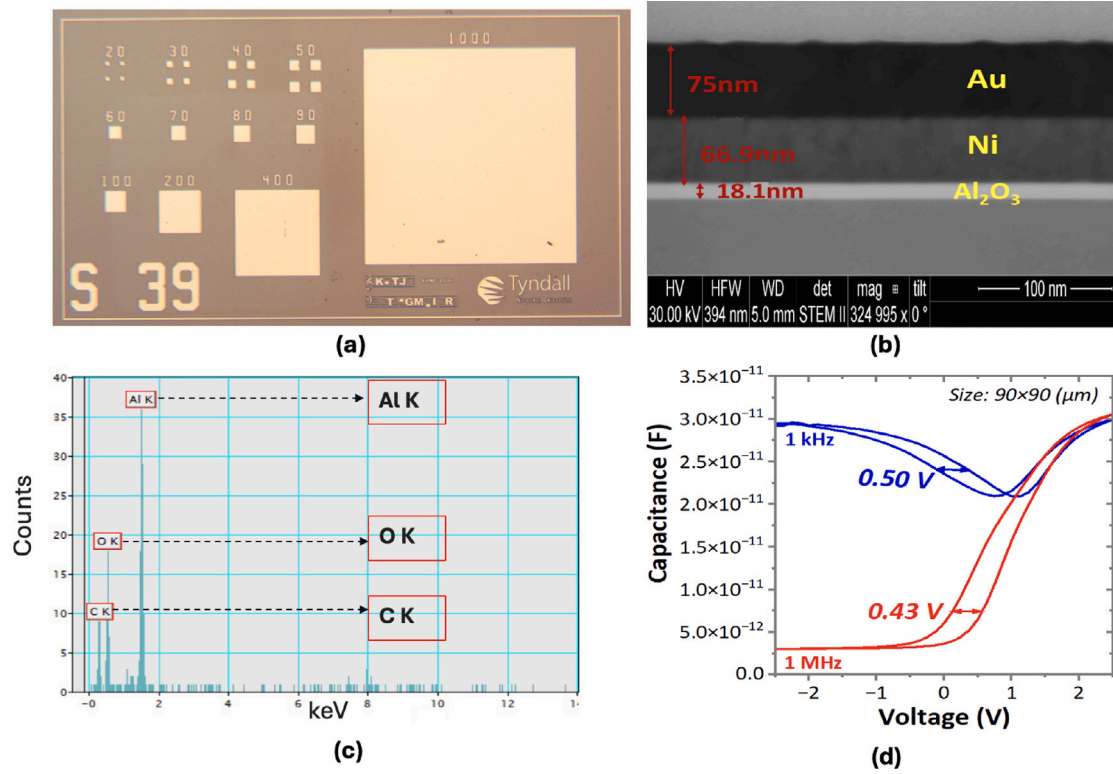 1000
20 30 40 50
60 70 80 90
100 200 400
S 39
Tyndall
(a)
75nm
Au
66.9nm
Ni
18.1nm
Al₂O₃
HV HFW WD det mag ⊞ tilt
30.00 kV 394 nm 5.0 mm STEM II 324 995 x 0 °
100 nm
(b)
40
35
30
25
20
15
10
5
0
Counts
Al K
Al K
O K
O K
C K
C K
-0 2 4 6 8 10 12 14
keV
(c)
3.5×10⁻¹¹
3.0×10⁻¹¹
2.5×10⁻¹¹
2.0×10⁻¹¹
1.5×10⁻¹¹
1.0×10⁻¹¹
5.0×10⁻¹²
0.0
Capacitance (F)
Size: 90×90 (µm)
1 kHz
0.50 V
0.43 V
1 MHz
−2 −1 0 1 2
Voltage (V)
(d)